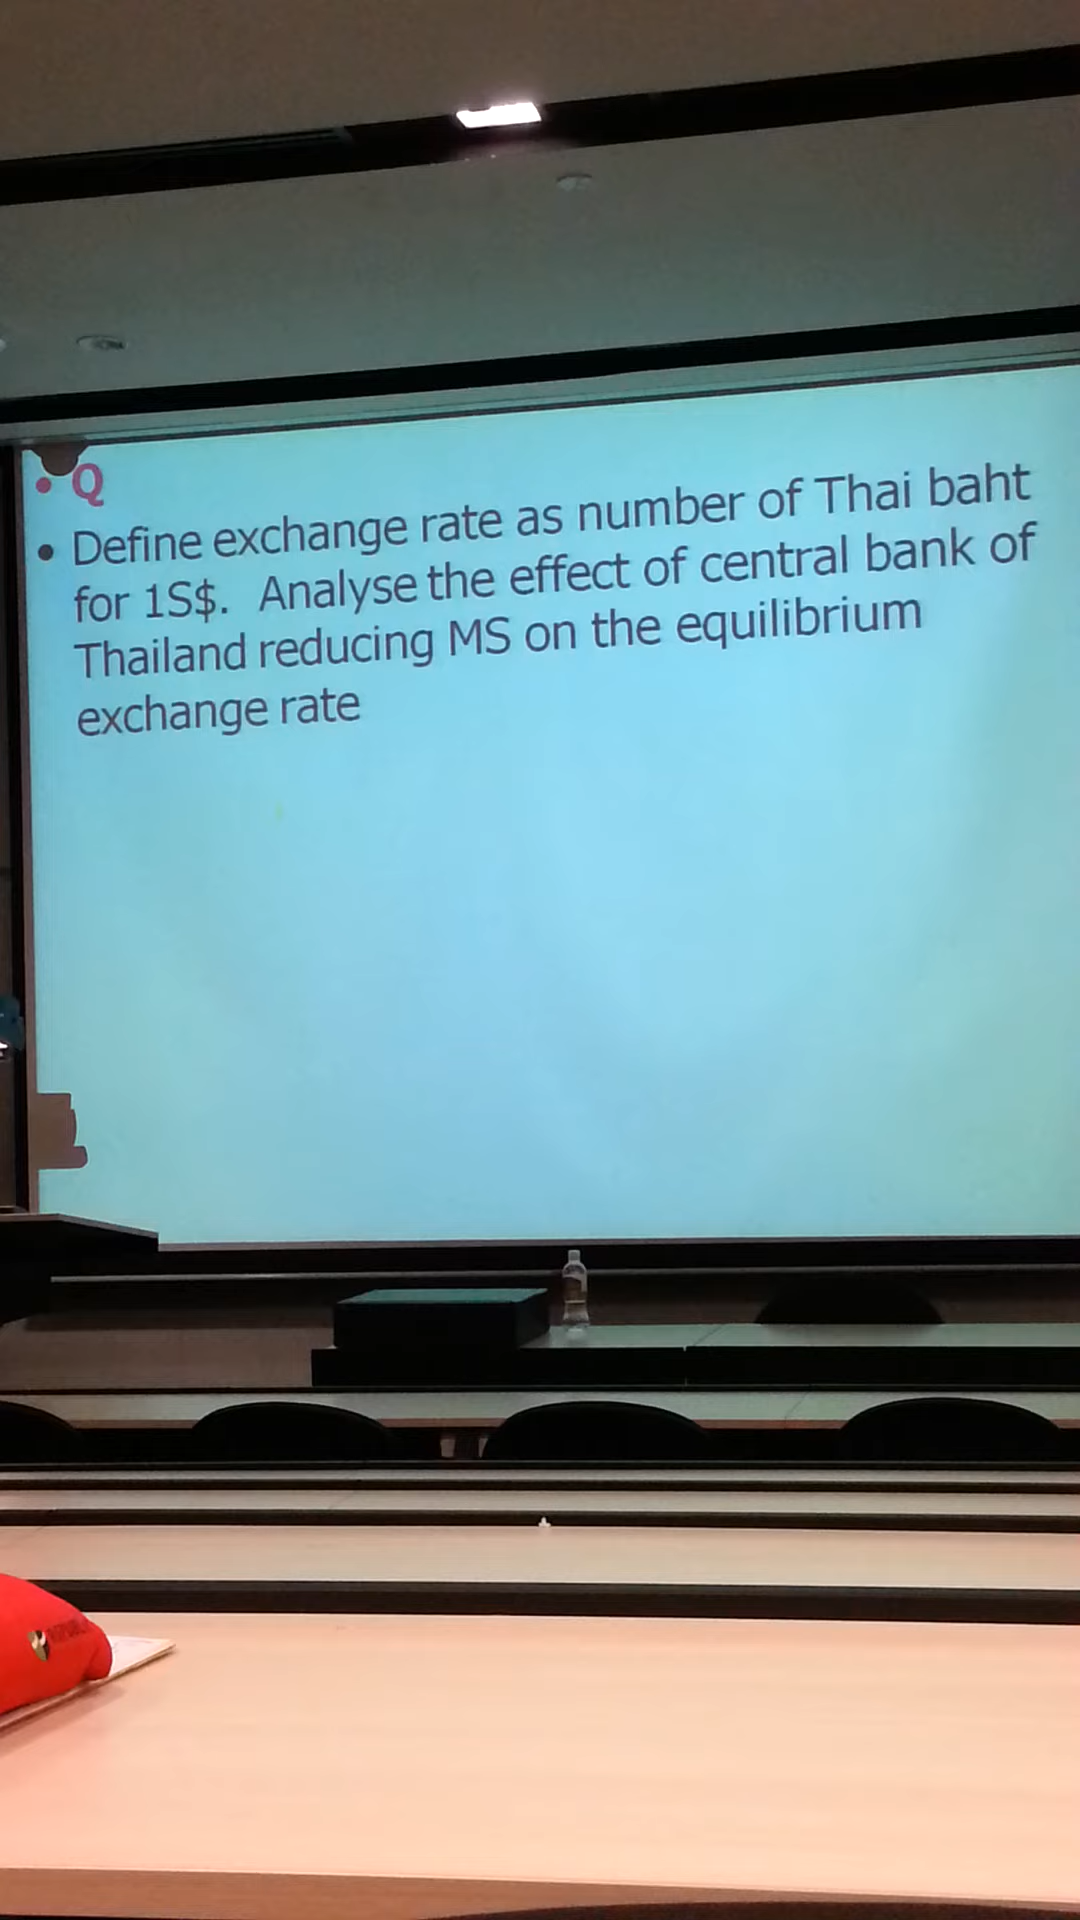 Q
Define exchange rate as number of Thai baht
for 1S$. Analyse the effect of central bank of
Thailand reducing MS on the equilibrium
exchange rate